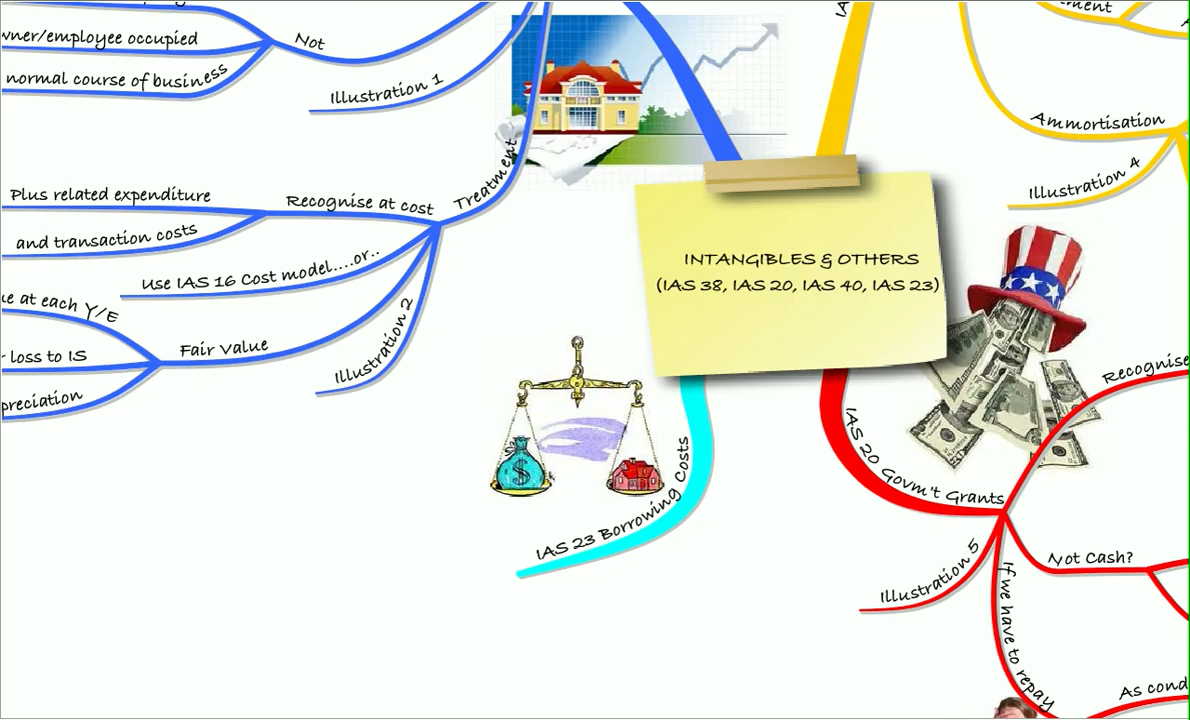 owner/employee occupied
Not
normal course of business
Illustration 1
Treatment
Plus related expenditure
Recognise at cost
and transaction costs
Use IAS 16 Cost model....or..
at each Y/E
loss to IS
Fair Value
Illustration 2
INTANGIBLES & OTHERS
(IAS 38, IAS 20, IAS 40, IAS 23)
Ammortisation
Illustration 4
IAS 23 Borrowing Costs
$
IAS 20 Govm't Grants
Recognise
Illustration 5
Not Cash?
If we have to repay
As cond